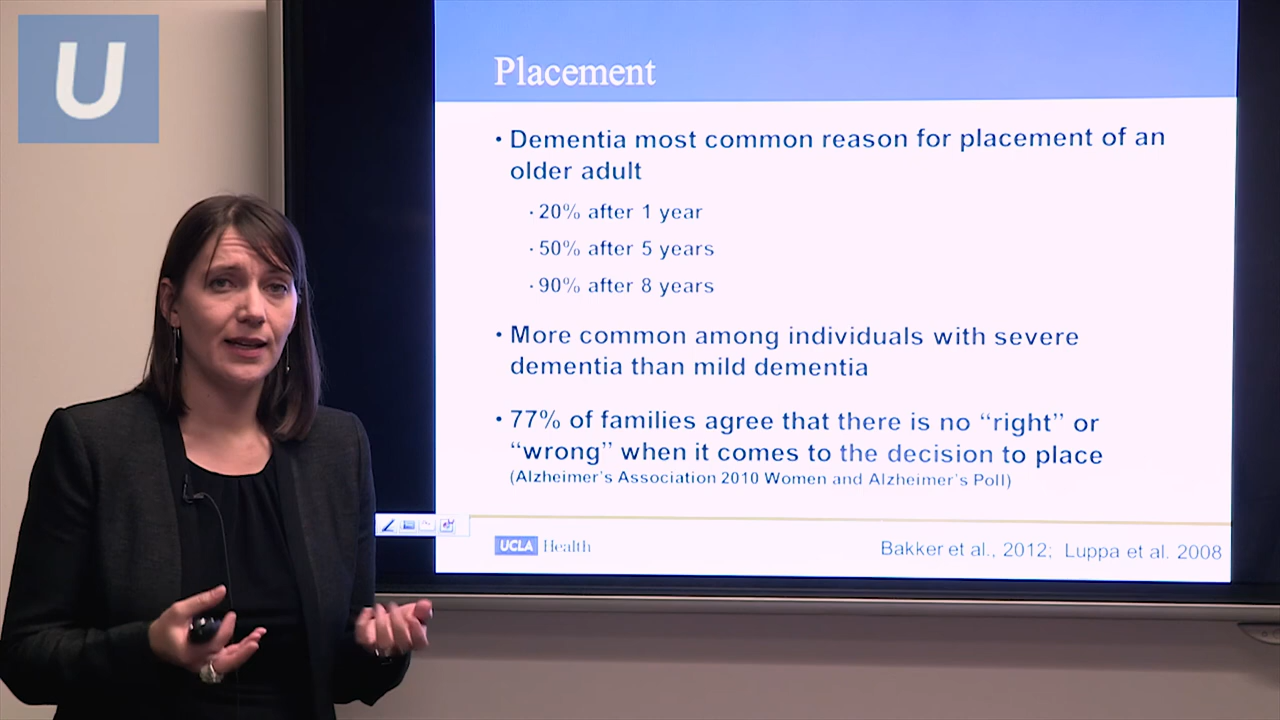 U
Placement
• Dementia most common reason for placement of an
older adult
· 20% after 1 year
· 50% after 5 years
· 90% after 8 years
• More common among individuals with severe
dementia than mild dementia
• 77% of families agree that there is no “right” or
“wrong” when it comes to the decision to place
(Alzheimer’s Association 2010 Women and Alzheimer’s Poll)
UCLA Health
Bakker et al., 2012; Luppa et al. 2008